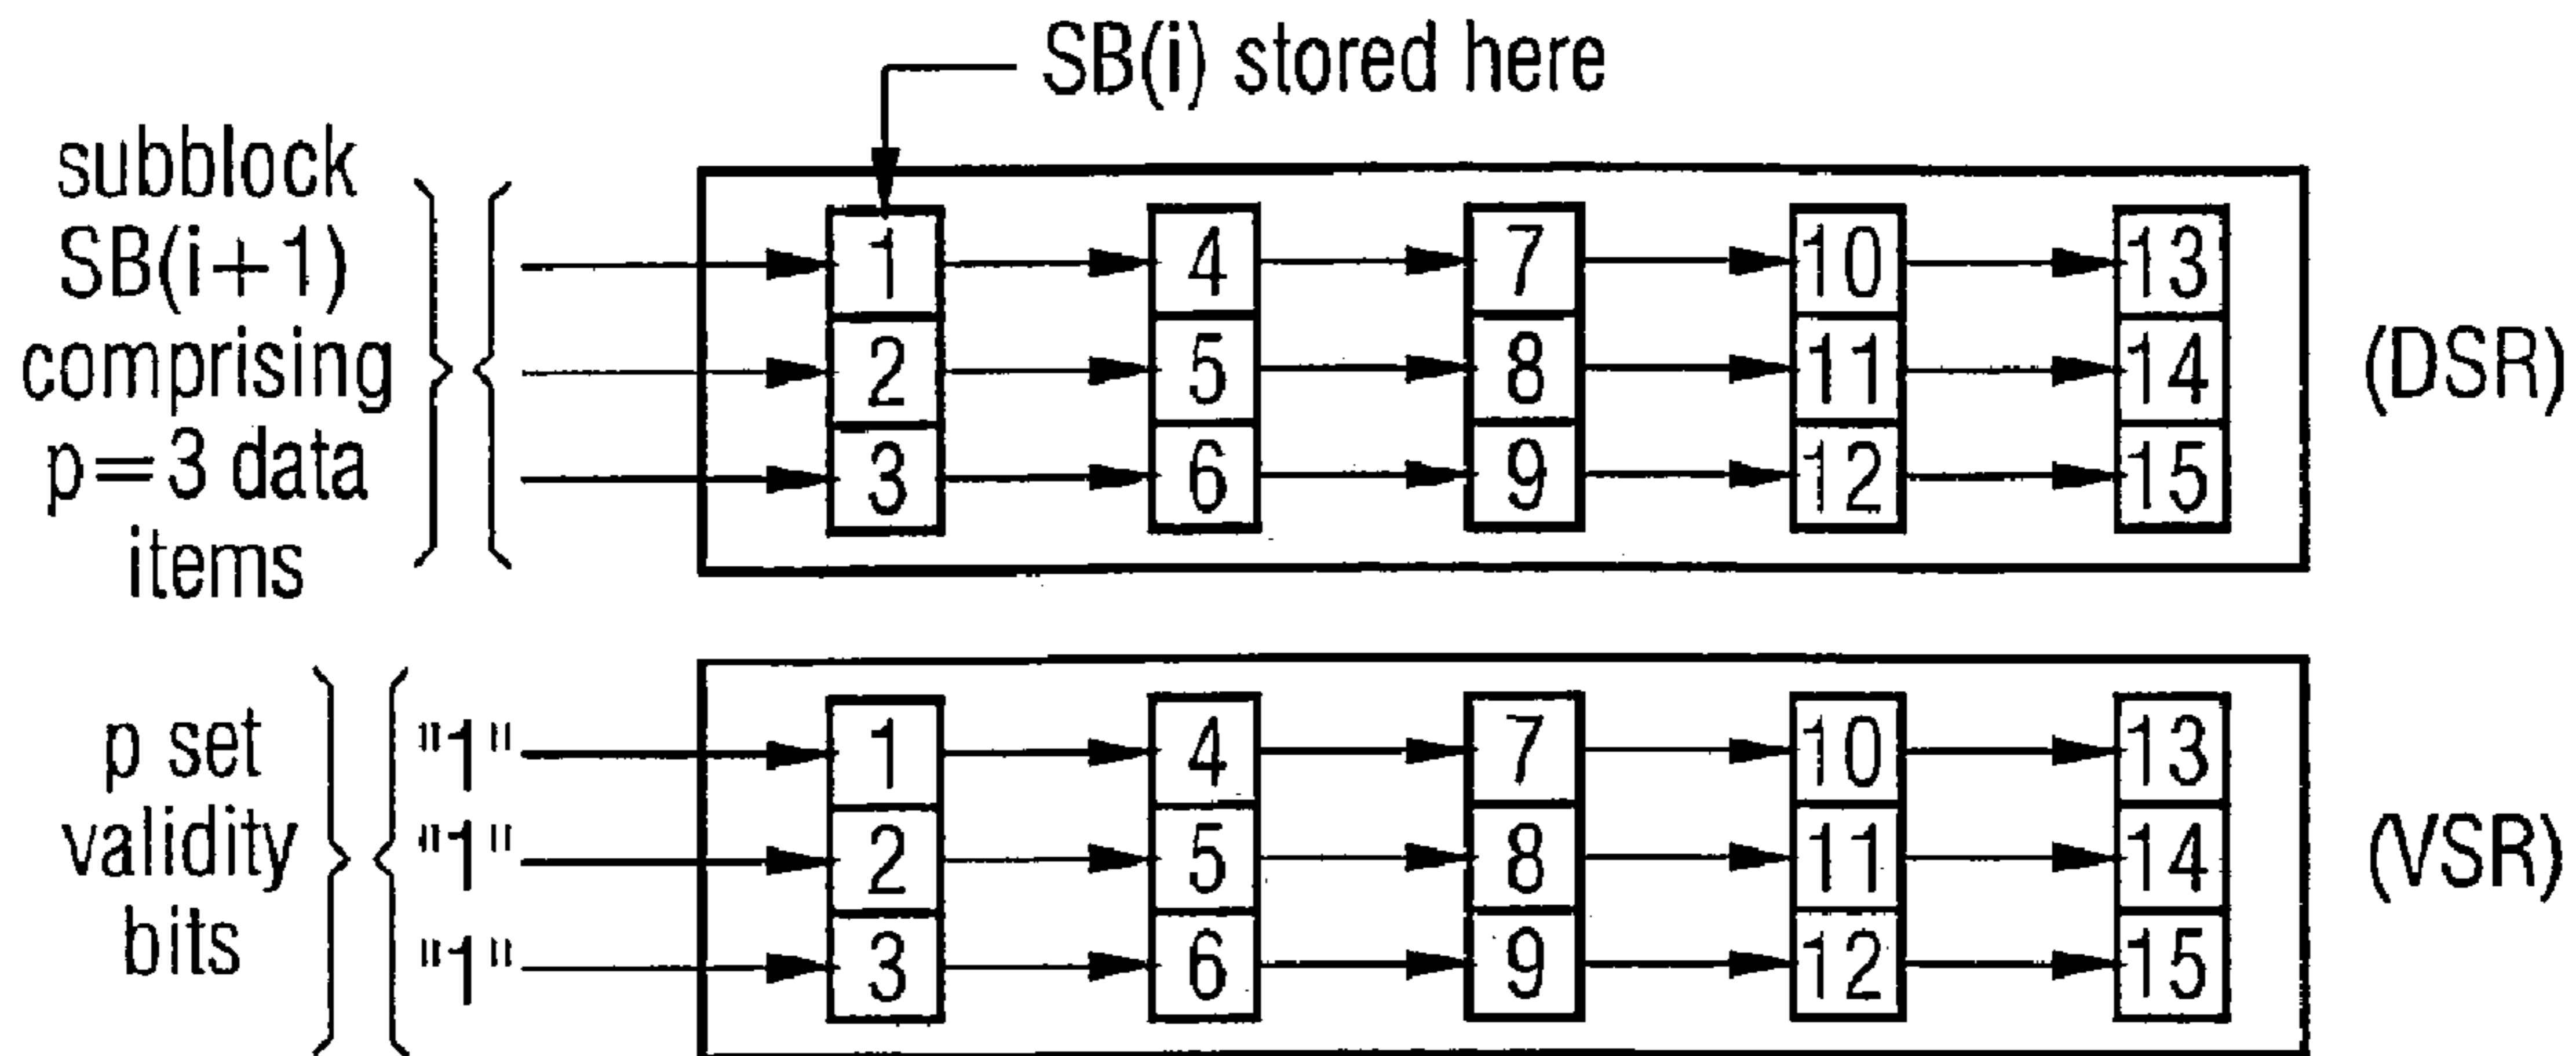 SB(i) stored here
subblock
SB(i+1)
comprising
p=3 data
items
1 4 7 10 13
2 5 8 11 14
3 6 9 12 15
(DSR)
p set
validity
bits
"1" 1 4 7 10 13
"1" 2 5 8 11 14
"1" 3 6 9 12 15
(VSR)